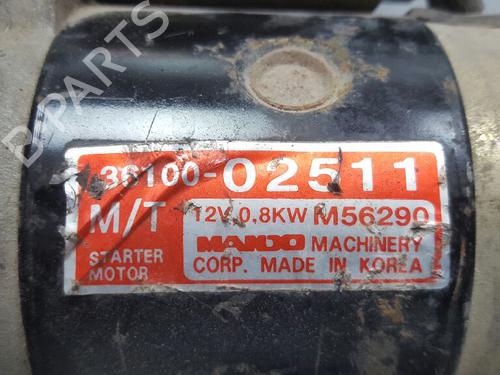 B-PARTS
36100-02511
M/T 12V 0,8KW M56290
STARTER MANDO MACHINERY
MOTOR CORP. MADE IN KOREA